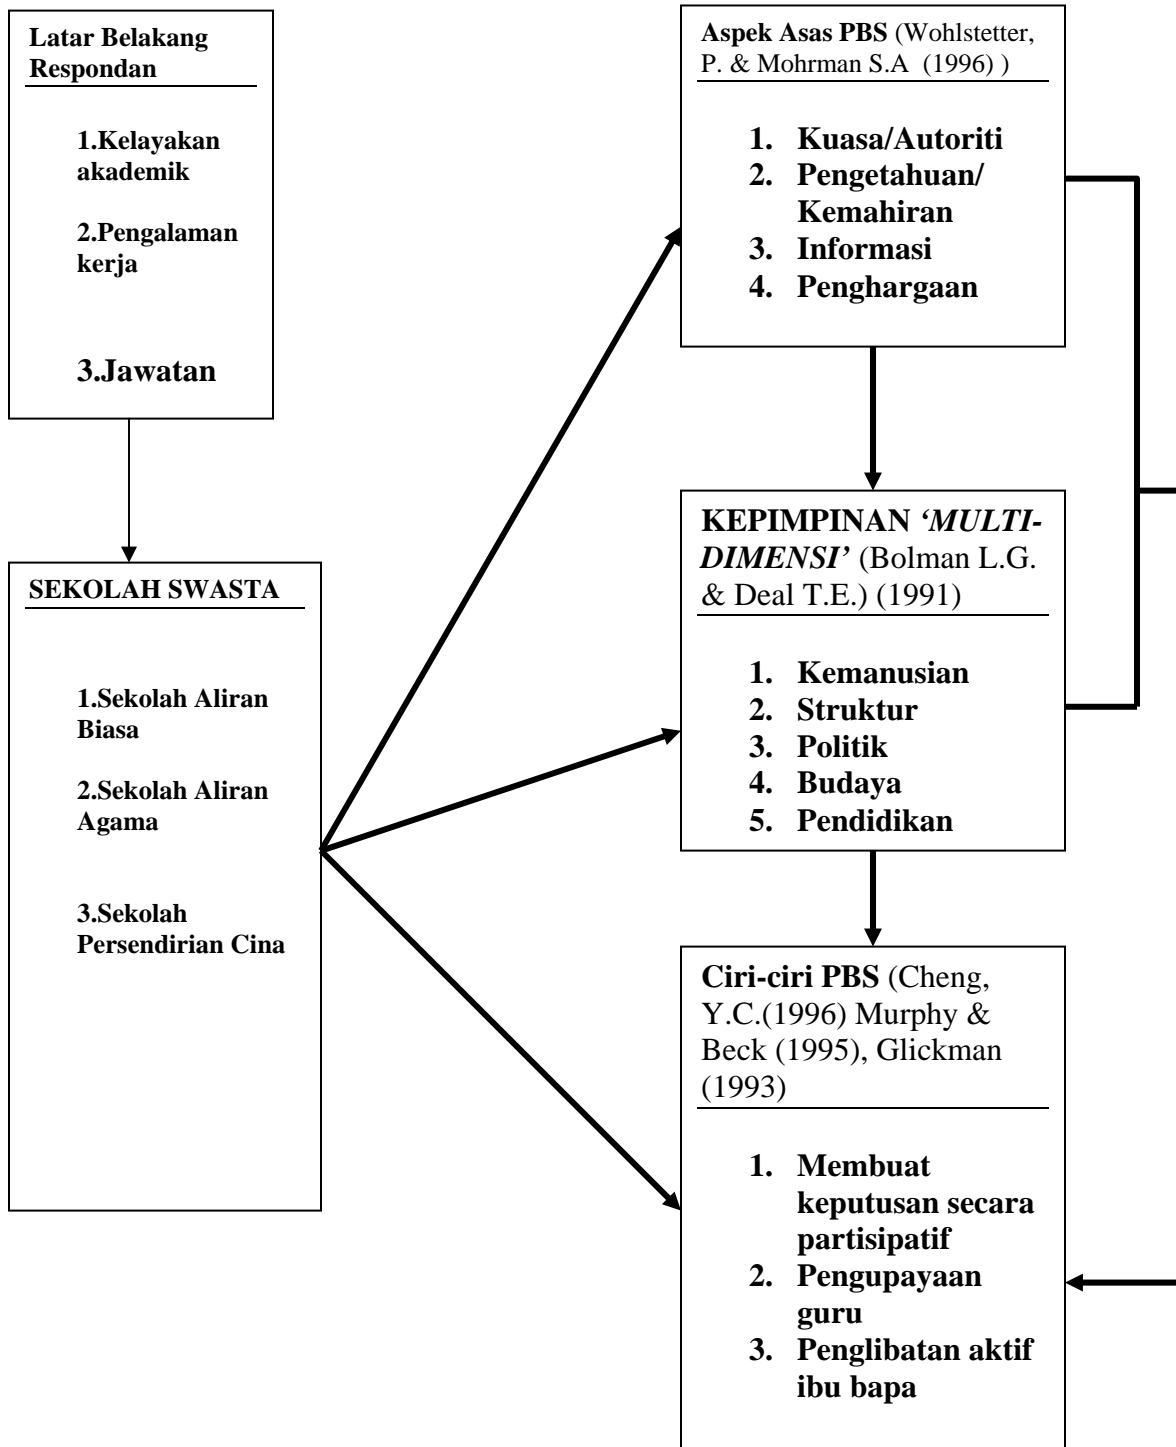 Latar Belakang
Respondan
1.Kelayakan
akademik
2.Pengalaman
kerja
3.Jawatan
SEKOLAH SWASTA
1.Sekolah Aliran
Biasa
2.Sekolah Aliran
Agama
3.Sekolah
Persendirian Cina
Aspek Asas PBS (Wohlstetter,
P. & Mohrman S.A (1996) )
1. Kuasa/Autoriti
2. Pengetahuan/
Kemahiran
3. Informasi
4. Penghargaan
KEPIMPINAN ‘MULTI-
DIMENSI’ (Bolman L.G.
& Deal T.E.) (1991)
1. Kemanusian
2. Struktur
3. Politik
4. Budaya
5. Pendidikan
Ciri-ciri PBS (Cheng,
Y.C.(1996) Murphy &
Beck (1995), Glickman
(1993)
1. Membuat
keputusan secara
partisipatif
2. Pengupayaan
guru
3. Penglibatan aktif
ibu bapa